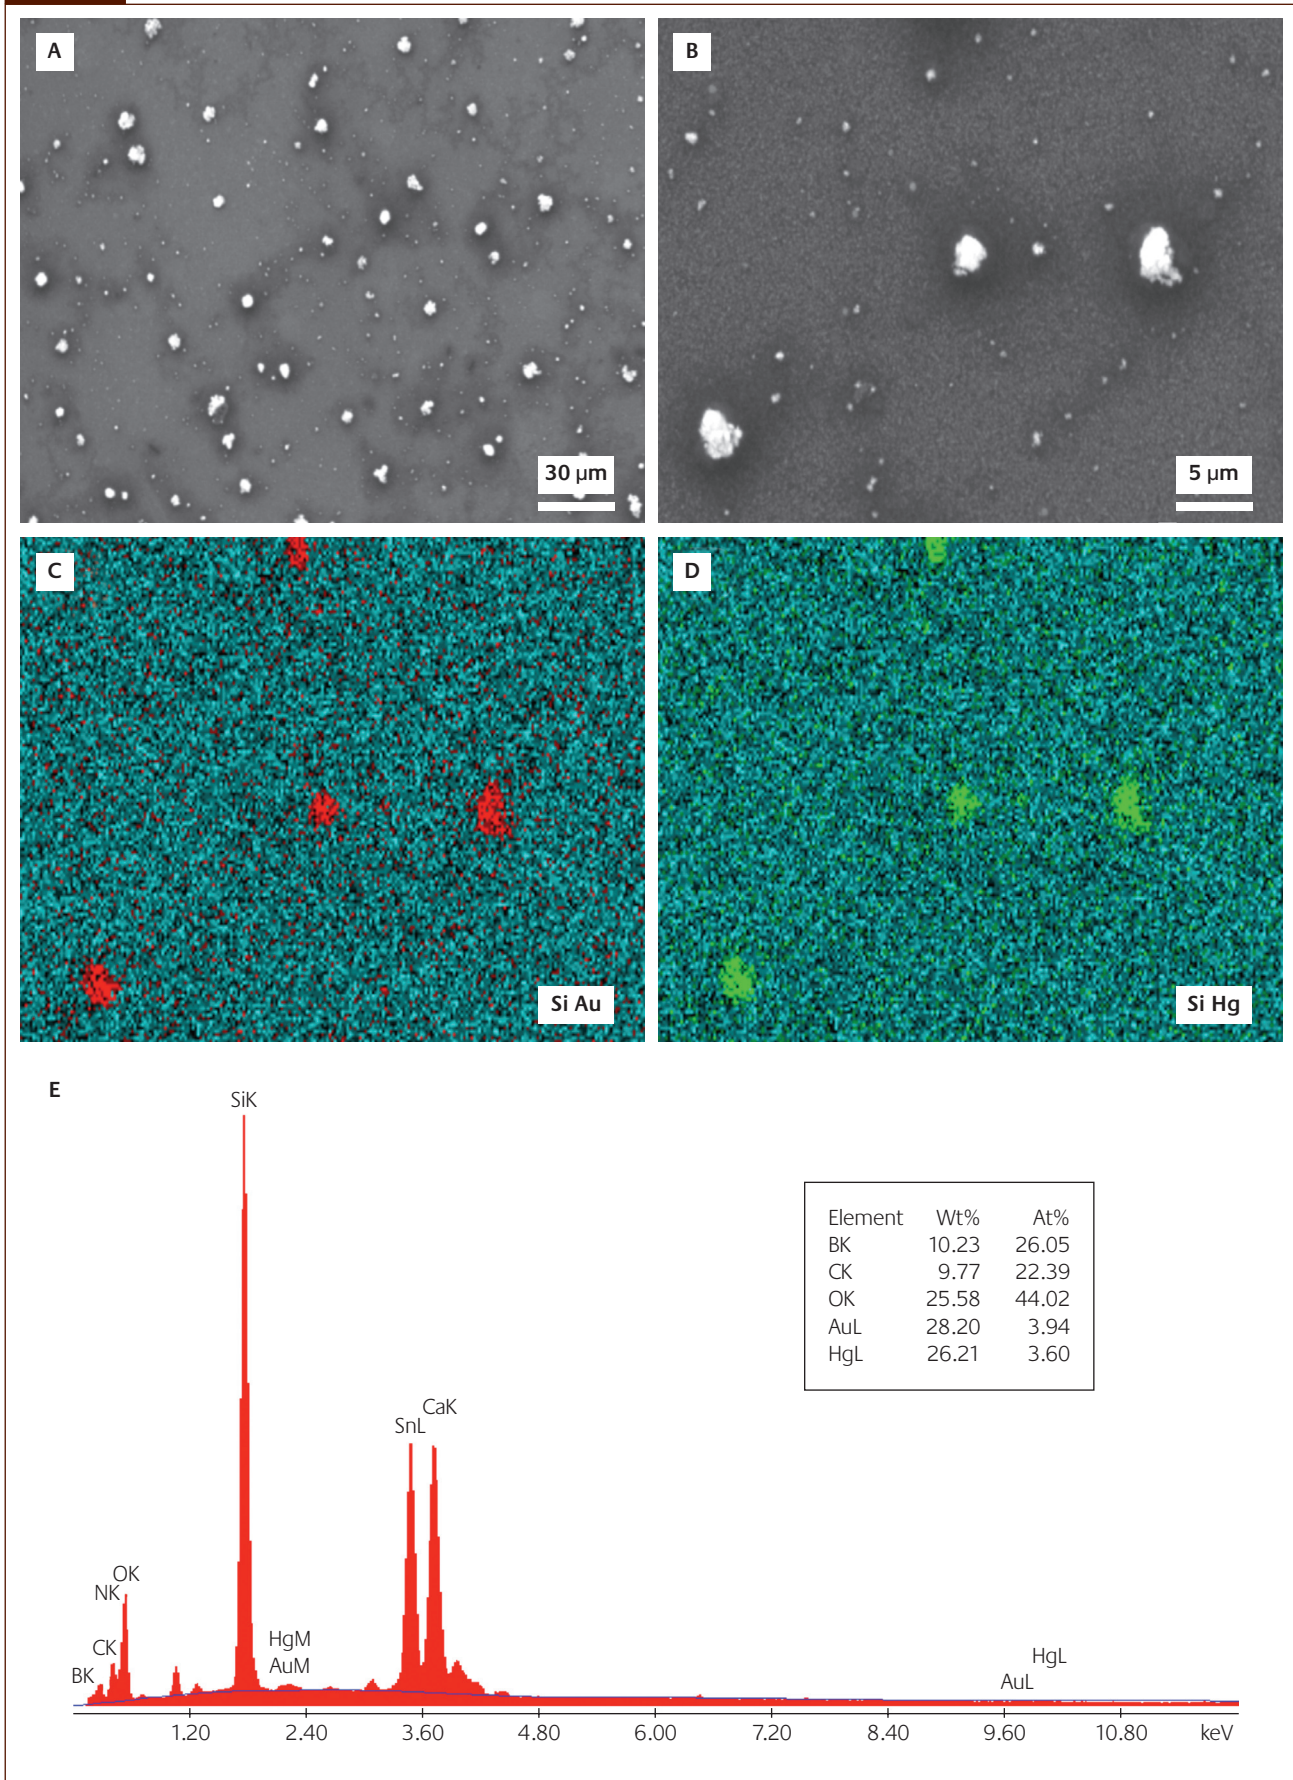 A
B
30 µm
5 µm
C
D
Si Au
Si Hg
E
SiK
Element Wt% At%
BK 10.23 26.05
CK 9.77 22.39
OK 25.58 44.02
AuL 28.20 3.94
HgL 26.21 3.60
CaK
SnL
OK
NK
HgM
CK
HgL
AuM
BK
AuL
1.20 2.40 3.60 4.80 6.00 7.20 8.40 9.60 10.80 keV